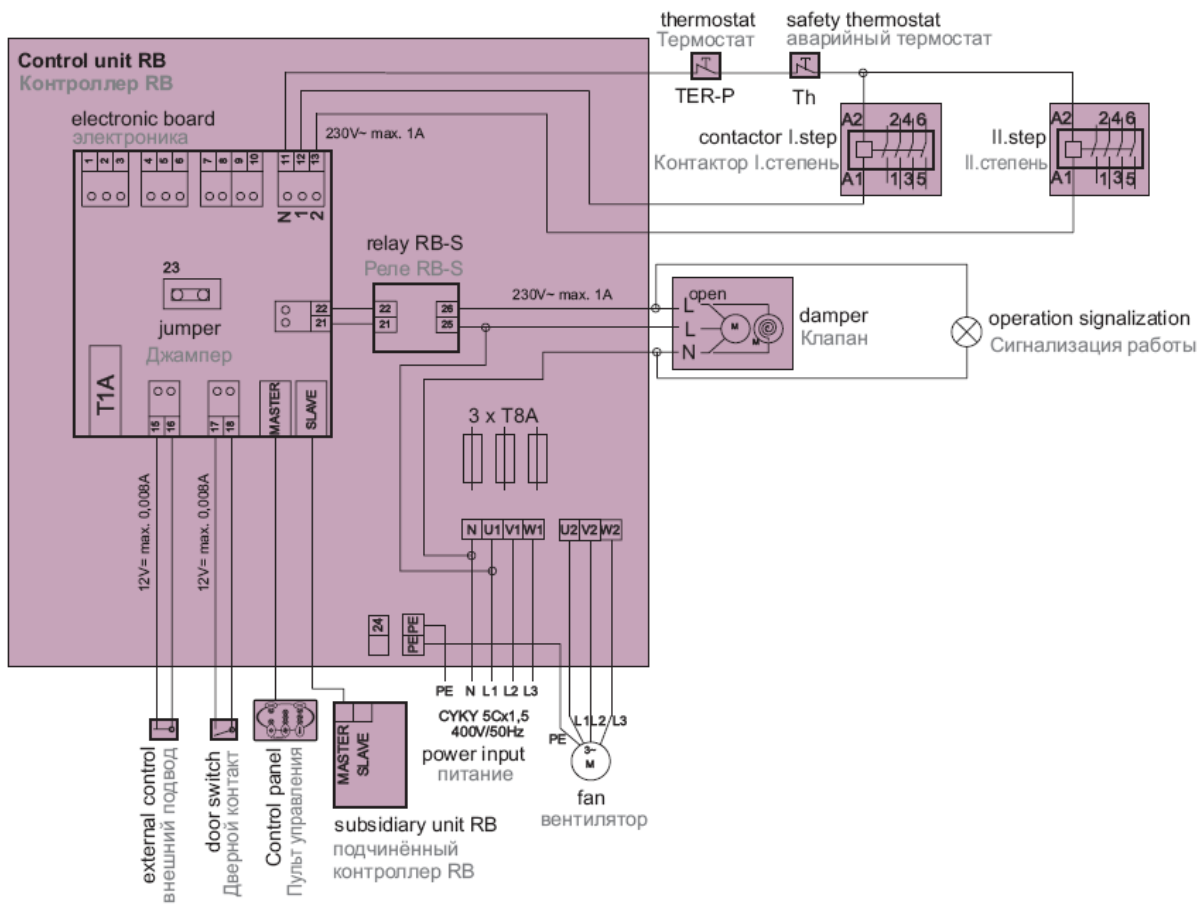 Control unit RB
Контроллер RB
electronic board
электроника
1 2 3
4 5 6
7 8 9 10
11 12 13
N 1 2
230V~ max. 1A
thermostat
Термостат
TER-P
safety thermostat
аварийный термостат
Th
contactor I.step
Контактор I.степень
A2 2 4 6
A1 1 3 5
II.step
II.степень
A2 2 4 6
A1 1 3 5
23
jumper
Джампер
22
21
relay RB-S
Реле RB-S
22 26
21 25
230V~ max. 1A
open
L
L
N
M
M
damper
Клапан
operation signalization
Сигнализация работы
T1A
15 16
17 18
MASTER
SLAVE
3 x T8A
N U1 V1 W1
U2 V2 W2
12V= max. 0,008A
12V= max. 0,008A
24
PE PE
PE PE
PE N L1 L2 L3
CYKY 5Cx1,5
400V/50Hz
power input
питание
PE
L1 L2 L3
3~
M
fan
вентилятор
external control
внешний подвод
door switch
Дверной контакт
Control panel
Пульт управления
MASTER
SLAVE
subsidiary unit RB
подчинённый
контроллер RB